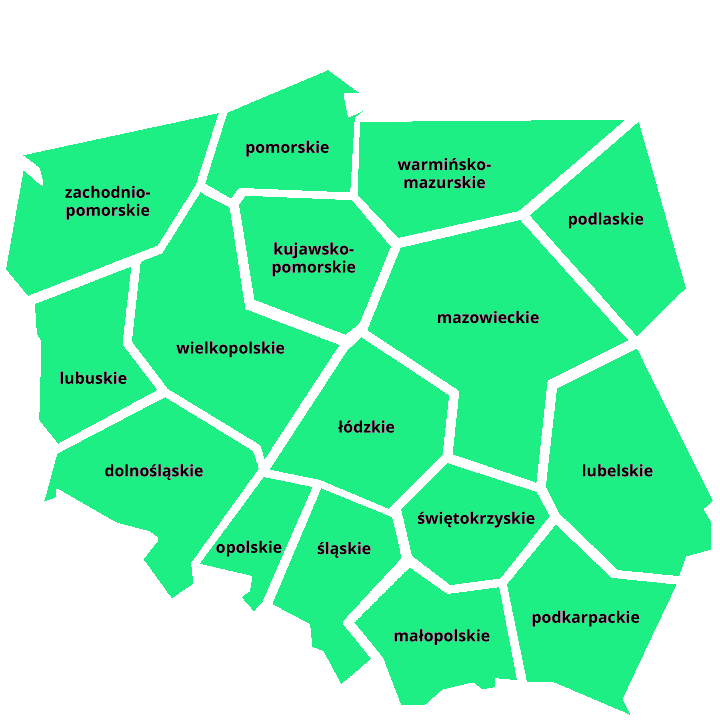 pomorskie
warmińsko-
mazurskie
zachodnio-
pomorskie
podlaskie
kujawsko-
pomorskie
mazowieckie
wielkopolskie
lubuskie
łódzkie
dolnośląskie
lubelskie
świętokrzyskie
opolskie
śląskie
podkarpackie
małopolskie